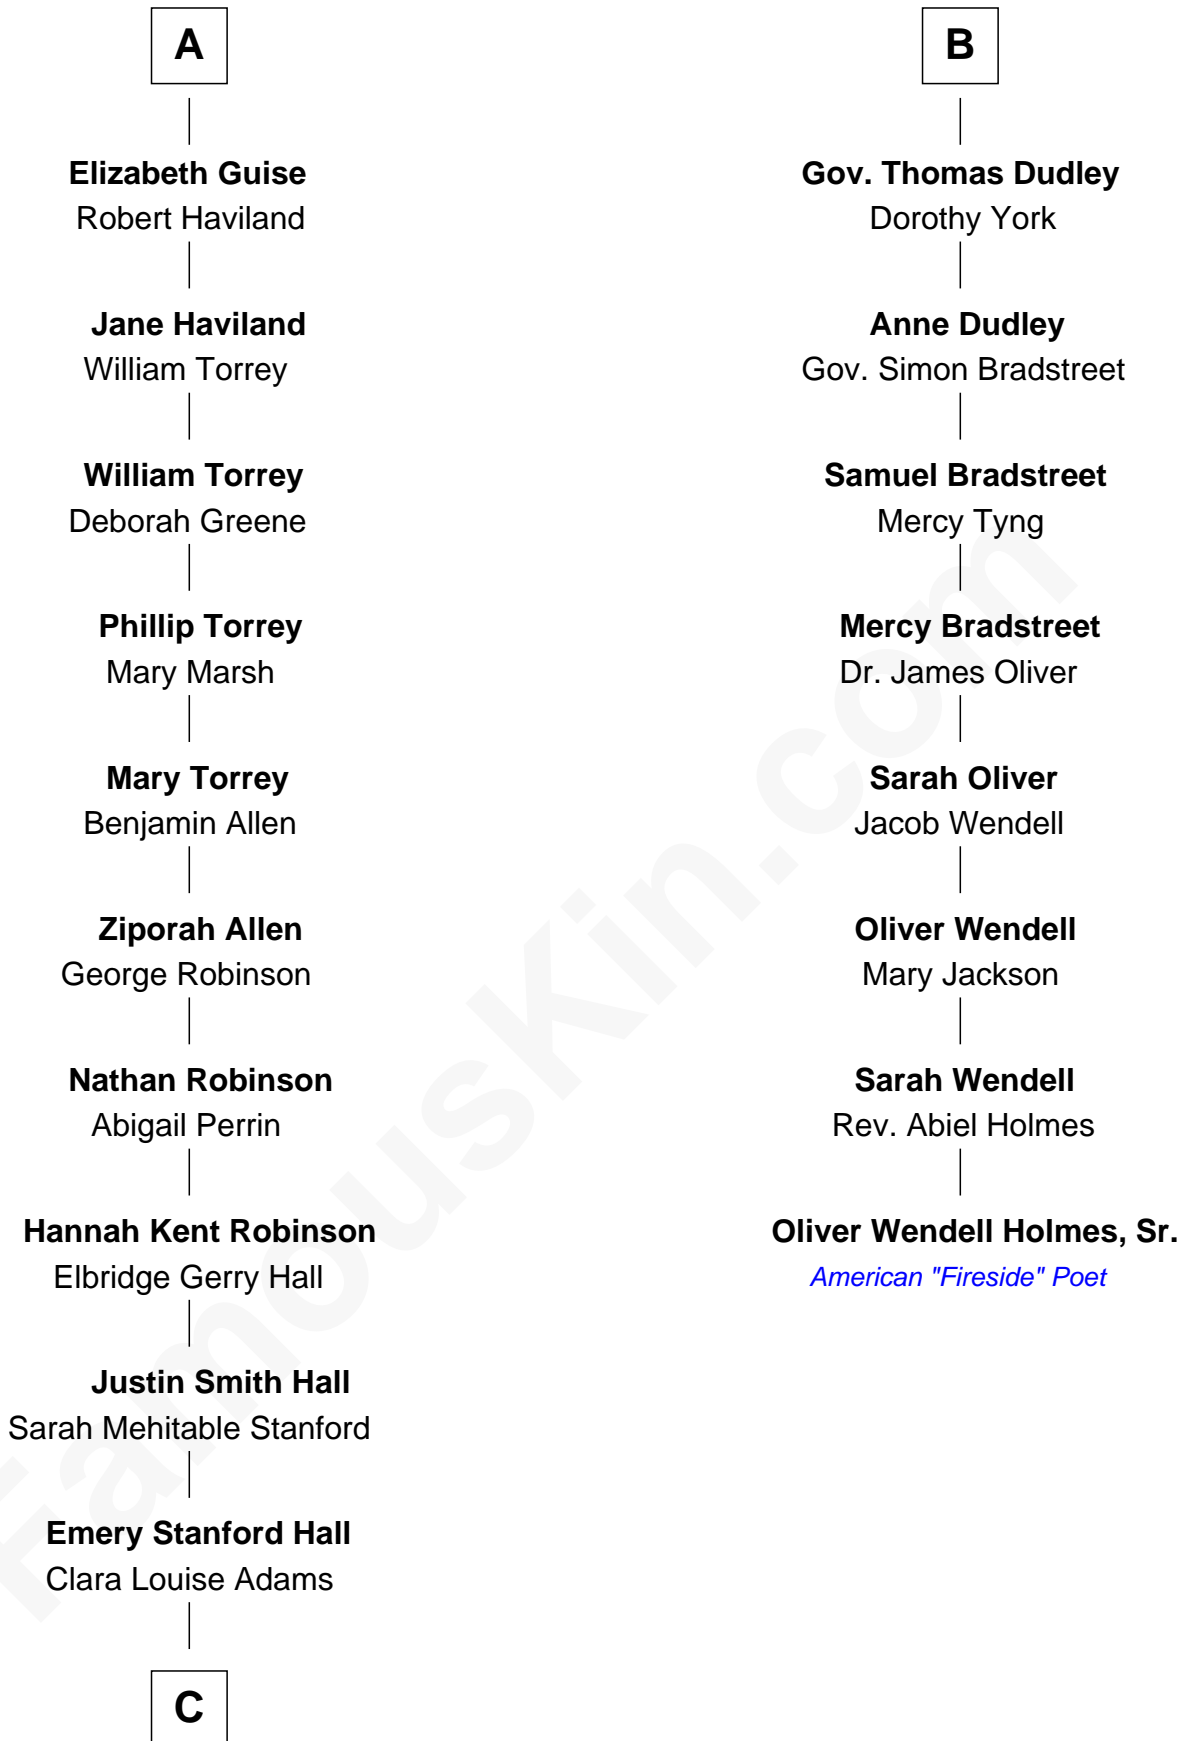 A
Elizabeth Guise
Robert Haviland
Jane Haviland
William Torrey
William Torrey
Deborah Greene
Phillip Torrey
Mary Marsh
Mary Torrey
Benjamin Allen
Ziporah Allen
George Robinson
Nathan Robinson
Abigail Perrin
Hannah Kent Robinson
Elbridge Gerry Hall
Justin Smith Hall
Sarah Mehitable Stanford
Emery Stanford Hall
Clara Louise Adams
C
B
Gov. Thomas Dudley
Dorothy York
Anne Dudley
Gov. Simon Bradstreet
Samuel Bradstreet
Mercy Tyng
Mercy Bradstreet
Dr. James Oliver
Sarah Oliver
Jacob Wendell
Oliver Wendell
Mary Jackson
Sarah Wendell
Rev. Abiel Holmes
Oliver Wendell Holmes, Sr.
American "Fireside" Poet
FamousKin.com